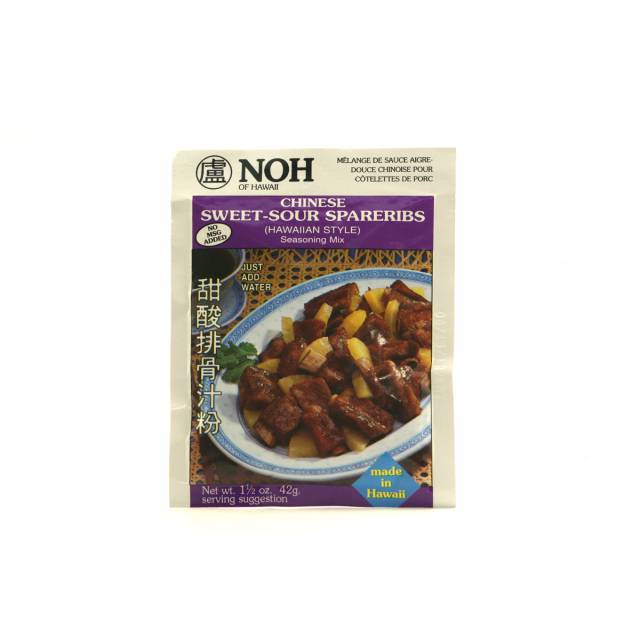 盧 NOH
OF HAWAII
MÉLANGE DE SAUCE AIGRE-
DOUCE CHINOISE POUR
CÔTELETTES DE PORC
CHINESE
SWEET-SOUR SPARERIBS
(HAWAIIAN STYLE)
Seasoning Mix
NO
MSG
ADDED
JUST
ADD
WATER
甜酸排骨汁粉
made
in
Hawaii
Net wt. 1½ oz. 42g.
serving suggestion